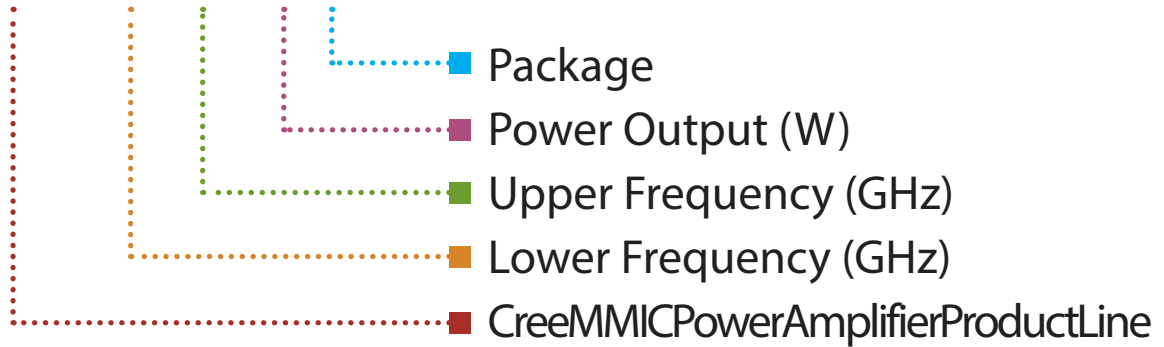 Package
Power Output (W)
Upper Frequency (GHz)
Lower Frequency (GHz)
CreeMMICPowerAmplifierProductLine